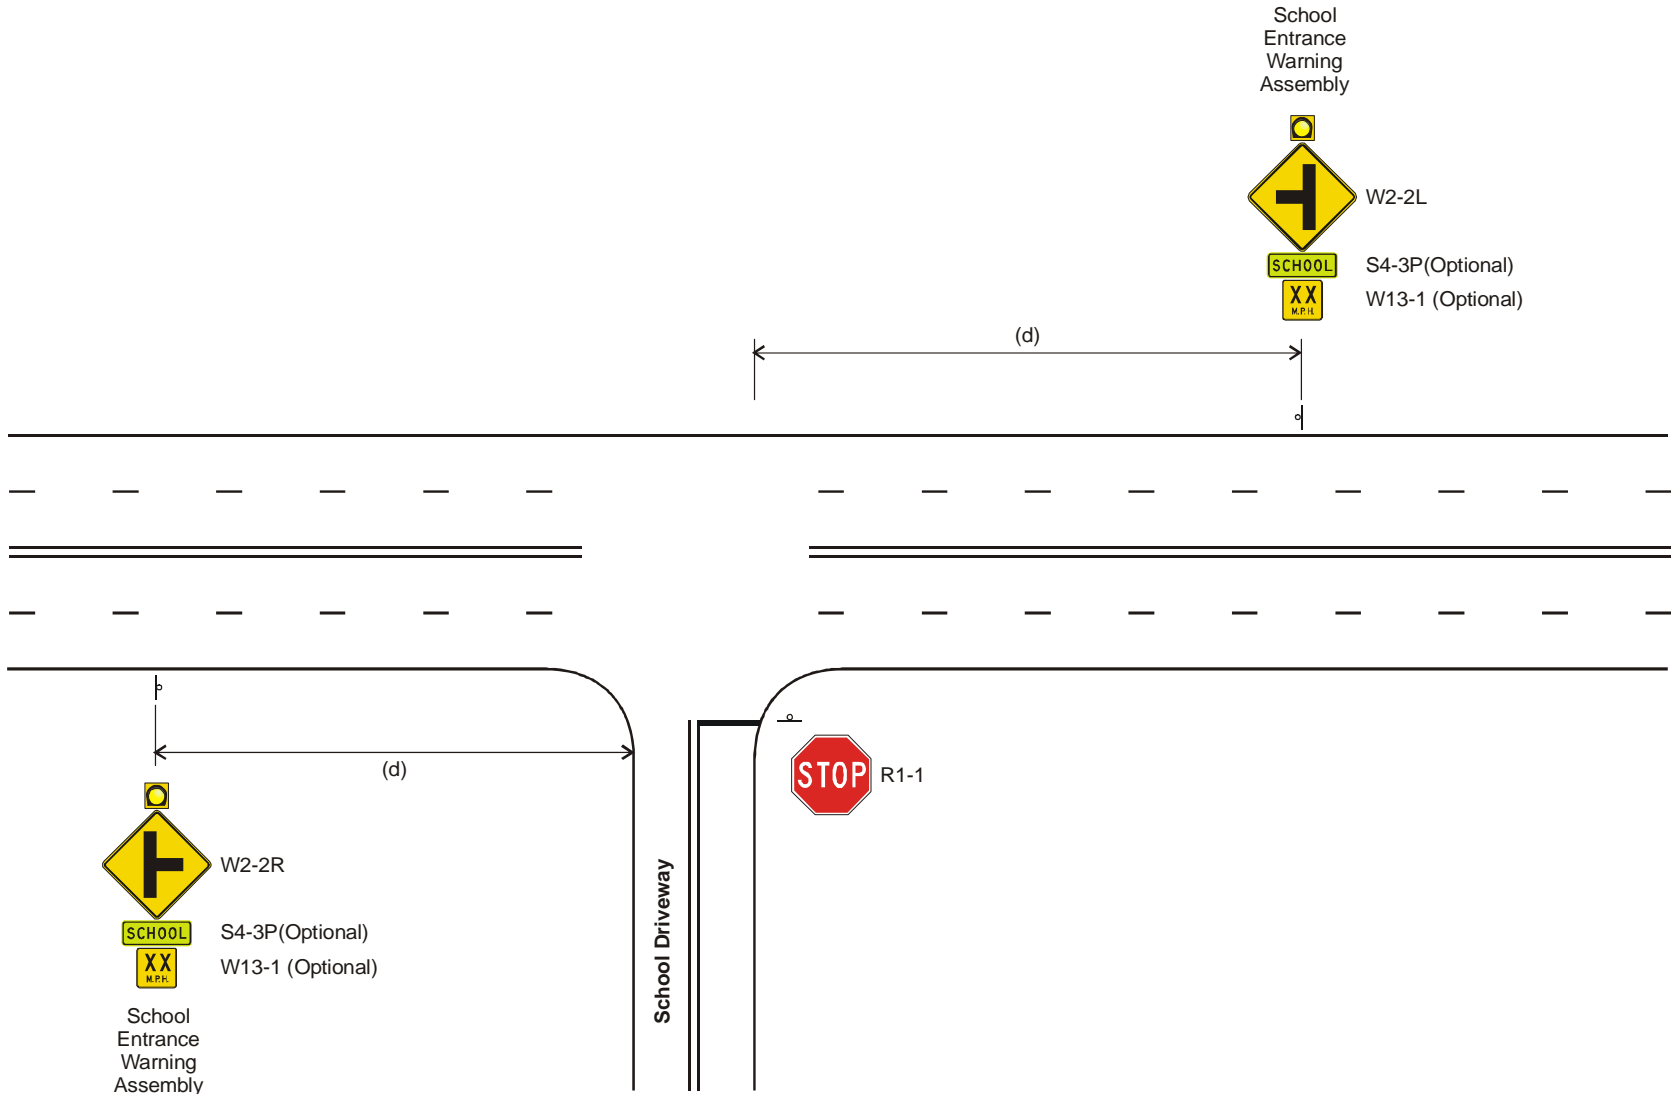 School
Entrance
Warning
Assembly
W2-2L
SCHOOL
S4-3P(Optional)
XX
M.P.H.
W13-1 (Optional)
(d)
(d)
STOP
R1-1
W2-2R
SCHOOL
S4-3P(Optional)
XX
M.P.H.
W13-1 (Optional)
School
Entrance
Warning
Assembly
School Driveway